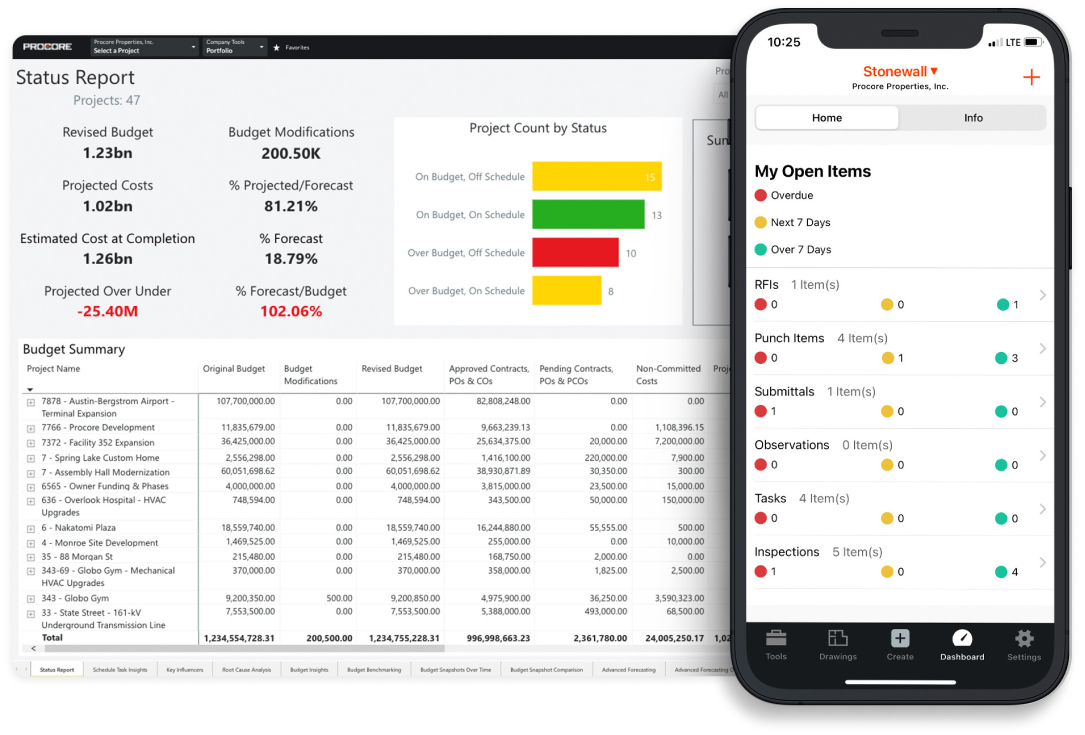 PROCORE
Procore Properties, Inc.
Select a Project
Company Tools
Portfolio
★ Favorites
Status Report
Projects: 47
Revised Budget
1.23bn
Budget Modifications
200.50K
Projected Costs
1.02bn
% Projected/Forecast
81.21%
Estimated Cost at Completion
1.26bn
% Forecast
18.79%
Projected Over Under
-25.40M
% Forecast/Budget
102.06%
Project Count by Status
On Budget, Off Schedule 15
On Budget, On Schedule 13
Over Budget, Off Schedule 10
Over Budget, On Schedule 8
All
Budget Summary
Project Name Original Budget Budget Modifications Revised Budget Approved Contracts, POs & COs Pending Contracts, POs & PCOs Non-Committed Costs
7878 - Austin-Bergstrom Airport - Terminal Expansion 107,700,000.00 0.00 107,700,000.00 82,808,248.00 0.00 0.00
7766 - Procore Development 11,835,679.00 0.00 11,835,679.00 9,663,239.13 0.00 1,108,396.15
7372 - Facility 352 Expansion 36,425,000.00 0.00 36,425,000.00 25,634,375.00 20,000.00 7,200,000.00
7 - Spring Lake Custom Home 2,556,298.00 0.00 2,556,298.00 1,416,100.00 220,000.00 7,900.00
7 - Assembly Hall Modernization 60,051,698.62 0.00 60,051,698.62 38,930,871.89 30,350.00 300.00
6565 - Owner Funding & Phases 4,000,000.00 0.00 4,000,000.00 3,815,000.00 23,500.00 15,000.00
636 - Overlook Hospital - HVAC Upgrades 748,594.00 0.00 748,594.00 343,500.00 50,000.00 150,000.00
6 - Nakatomi Plaza 18,559,740.00 0.00 18,559,740.00 16,244,880.00 55,555.00 500.00
4 - Monroe Site Development 1,469,525.00 0.00 1,469,525.00 255,000.00 0.00 10,000.00
35 - 88 Morgan St 215,480.00 0.00 215,480.00 168,750.00 2,000.00 0.00
343-69 - Globo Gym - Mechanical HVAC Upgrades 370,000.00 0.00 370,000.00 358,000.00 1,825.00 2,500.00
343 - Globo Gym 9,200,350.00 500.00 9,200,850.00 4,975,900.00 36,250.00 3,590,323.00
33 - State Street - 161-kV Underground Transmission Line 7,553,500.00 0.00 7,553,500.00 5,388,000.00 493,000.00 68,500.00
Total 1,234,554,728.31 200,500.00 1,234,755,228.31 996,998,663.23 2,361,780.00 24,005,250.17
Status Report
Schedule Task Insights
Key Influencers
Root Cause Analysis
Budget Insights
Budget Benchmarking
Budget Snapshots Over Time
Budget Snapshot Comparison
Advanced Forecasting
Advanced Forecasting
10:25
LTE
Stonewall ▼
Procore Properties, Inc.
+
Home
Info
My Open Items
Overdue
Next 7 Days
Over 7 Days
RFIs 1 Item(s)
0 0 1
Punch Items 4 Item(s)
0 1 3
Submittals 1 Item(s)
1 0 0
Observations 0 Item(s)
0 0 0
Tasks 4 Item(s)
0 0 0
Inspections 5 Item(s)
1 0 4
Tools
Drawings
Create
Dashboard
Settings